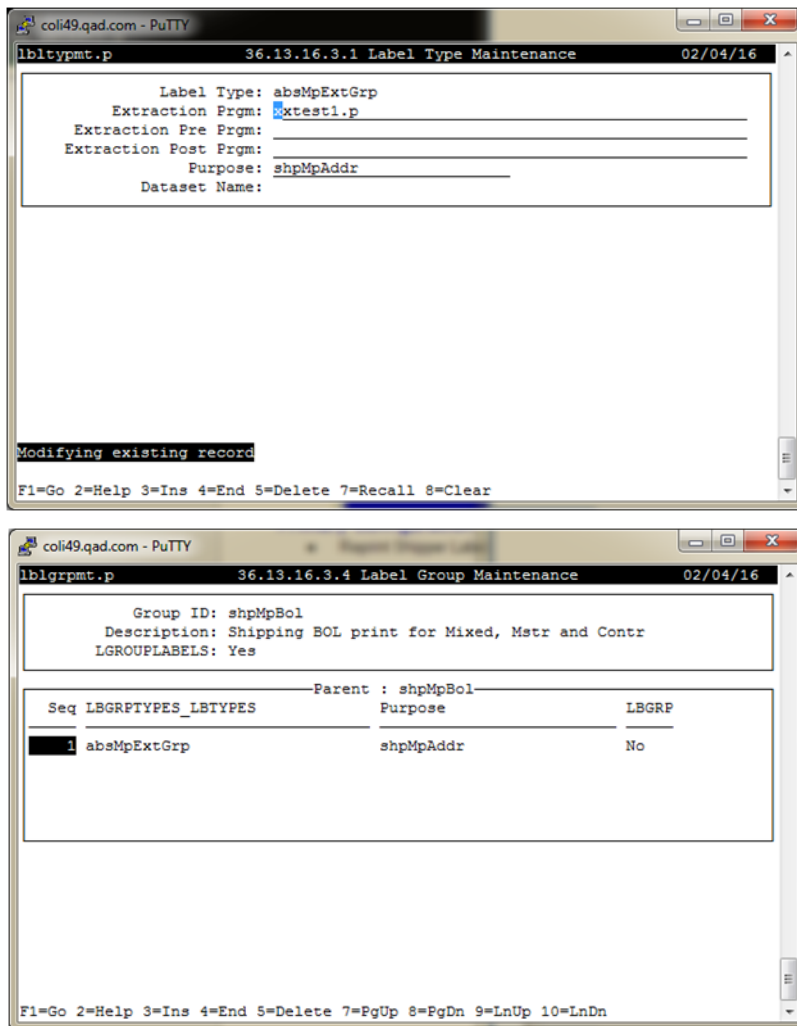 coli49.qad.com - PuTTY
lbltypmt.p 36.13.16.3.1 Label Type Maintenance 02/04/16
Label Type: absMpExtGrp
Extraction Prgm: xxtest1.p
Extraction Pre Prgm:
Extraction Post Prgm:
Purpose: shpMpAddr
Dataset Name:
Modifying existing record
F1=Go 2=Help 3=Ins 4=End 5=Delete 7=Recall 8=Clear
coli49.qad.com - PuTTY
lblgrpmt.p 36.13.16.3.4 Label Group Maintenance 02/04/16
Group ID: shpMpBol
Description: Shipping BOL print for Mixed, Mstr and Contr
LGROUPLABELS: Yes
Parent : shpMpBol
Seq LBGRPTYPES_LBTYPES Purpose LBGRP
1 absMpExtGrp shpMpAddr No
F1=Go 2=Help 3=Ins 4=End 5=Delete 7=PgUp 8=PgDn 9=LnUp 10=LnDn